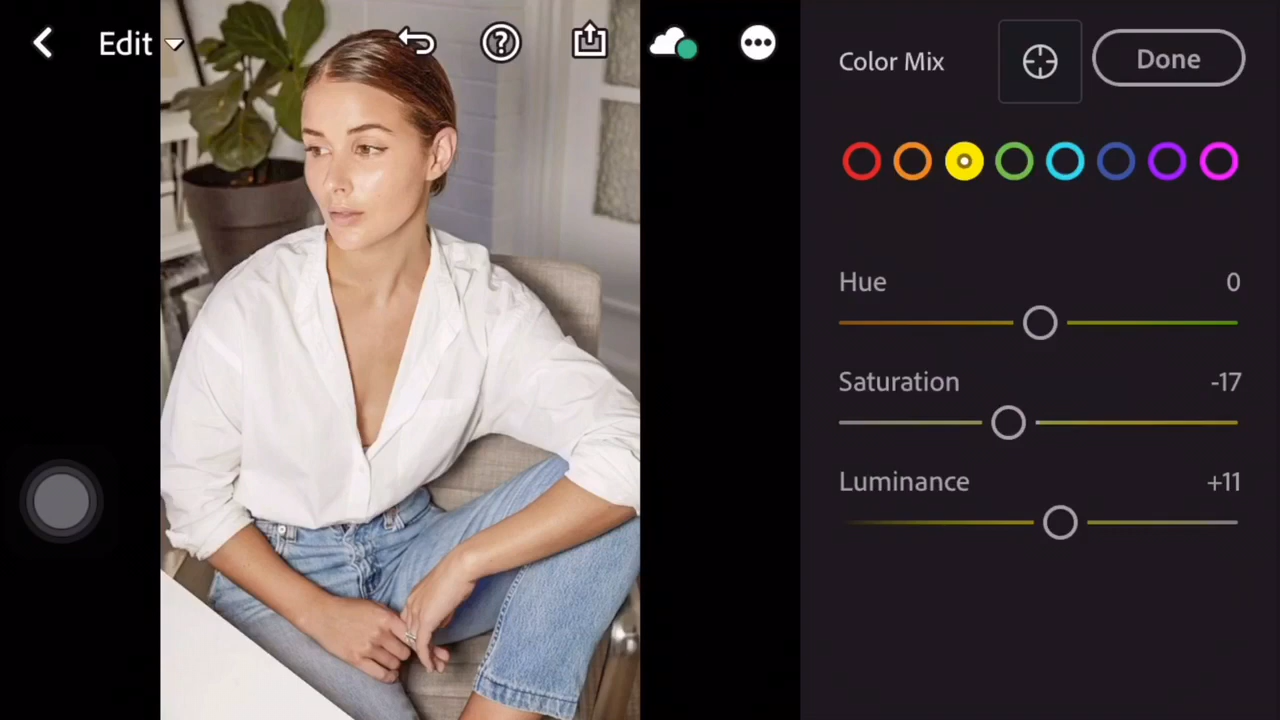 Edit
Color Mix
Done
Hue 0
Saturation -17
Luminance +11